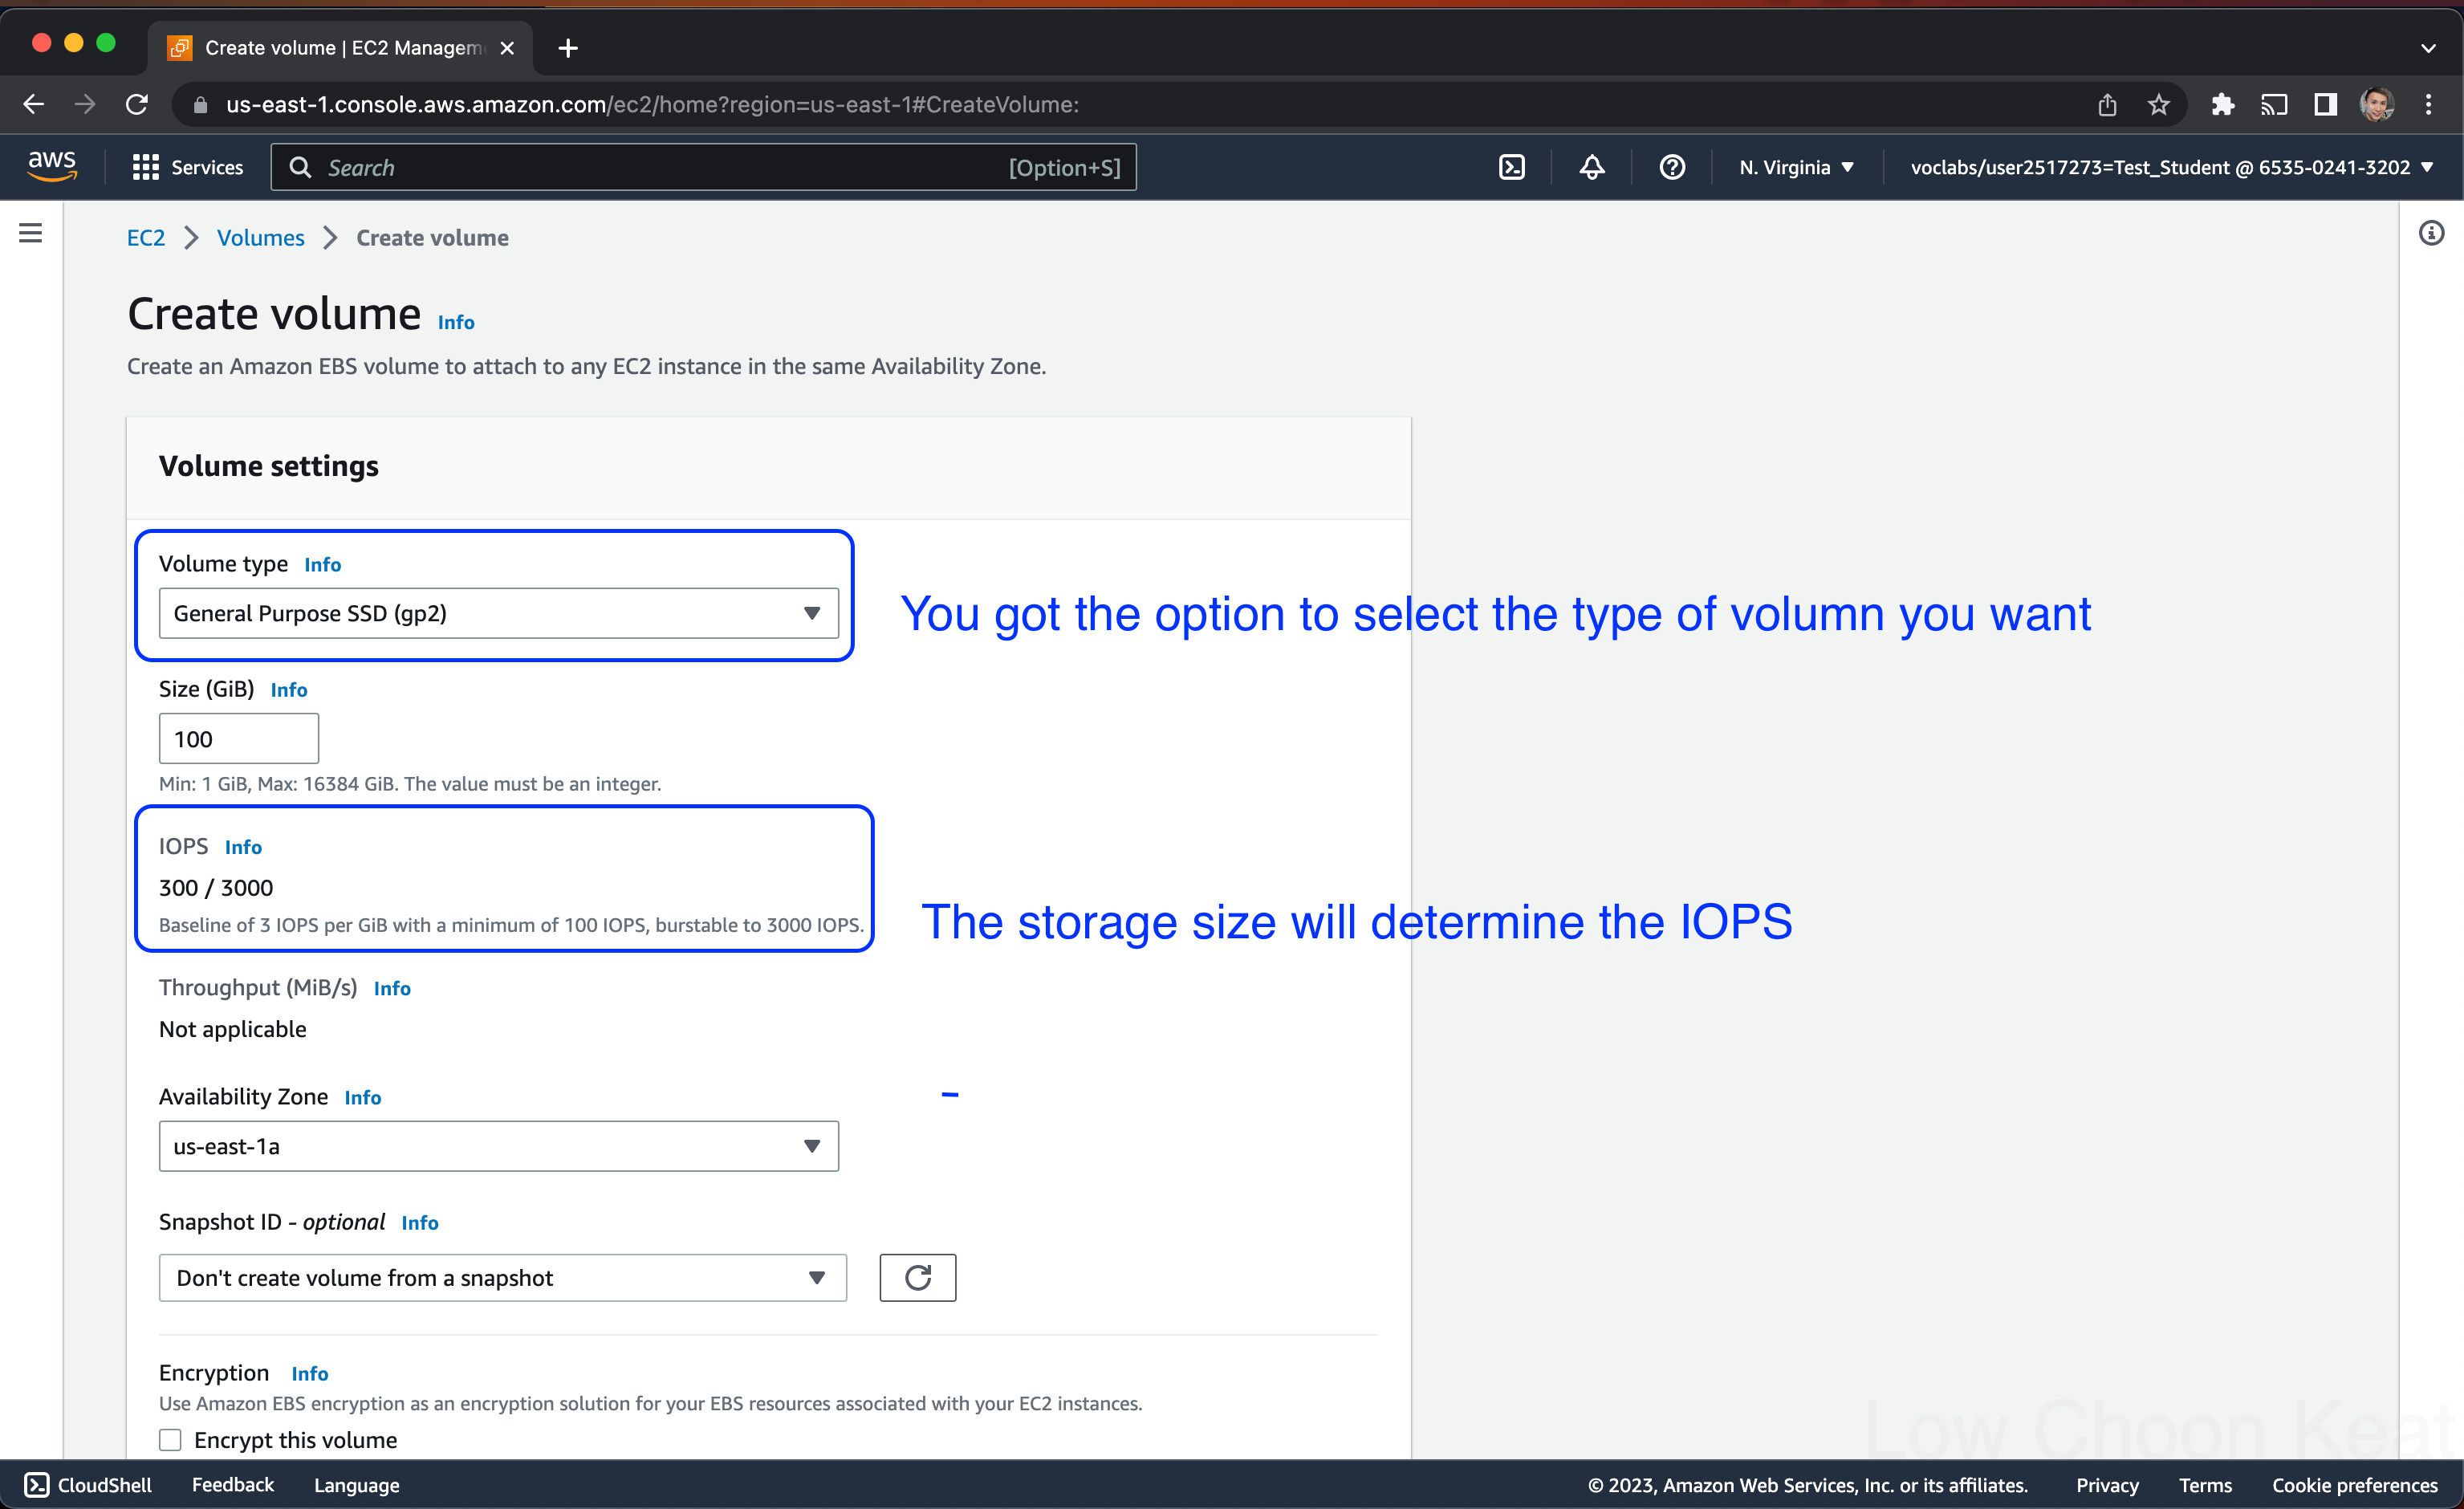 Create volume | EC2 Managem
us-east-1.console.aws.amazon.com/ec2/home?region=us-east-1#CreateVolume:
aws Services Search [Option+S] N. Virginia voclabs/user2517273=Test_Student @ 6535-0241-3202
EC2 Volumes Create volume
Create volume Info
Create an Amazon EBS volume to attach to any EC2 instance in the same Availability Zone.
Volume settings
Volume type Info
General Purpose SSD (gp2)
You got the option to select the type of volumn you want
Size (GiB) Info
100
Min: 1 GiB, Max: 16384 GiB. The value must be an integer.
IOPS Info
300 / 3000
Baseline of 3 IOPS per GiB with a minimum of 100 IOPS, burstable to 3000 IOPS.
The storage size will determine the IOPS
Throughput (MiB/s) Info
Not applicable
Availability Zone Info
-
us-east-1a
Snapshot ID - optional Info
Don't create volume from a snapshot
Encryption Info
Use Amazon EBS encryption as an encryption solution for your EBS resources associated with your EC2 instances.
Encrypt this volume
Low Choon Keat
CloudShell Feedback Language © 2023, Amazon Web Services, Inc. or its affiliates. Privacy Terms Cookie preferences